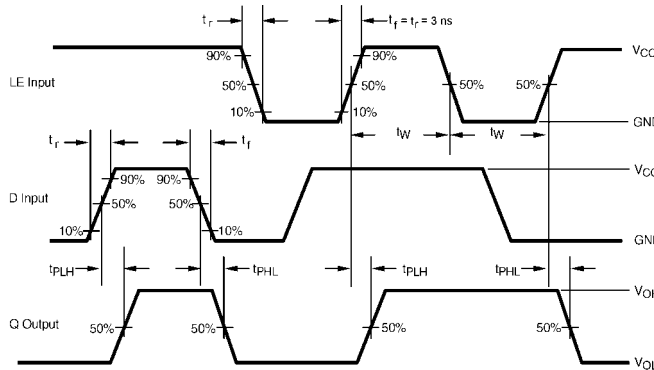 tr
tf = tr = 3 ns
90%
90%
VCC
LE Input
50%
50%
50%
50%
10%
10%
GND
tr
tf
tW
tW
VCC
90%
90%
D Input
50%
50%
10%
10%
GND
tPLH
tPHL
tPLH
tPHL
VOH
Q Output
50%
50%
50%
50%
VOL